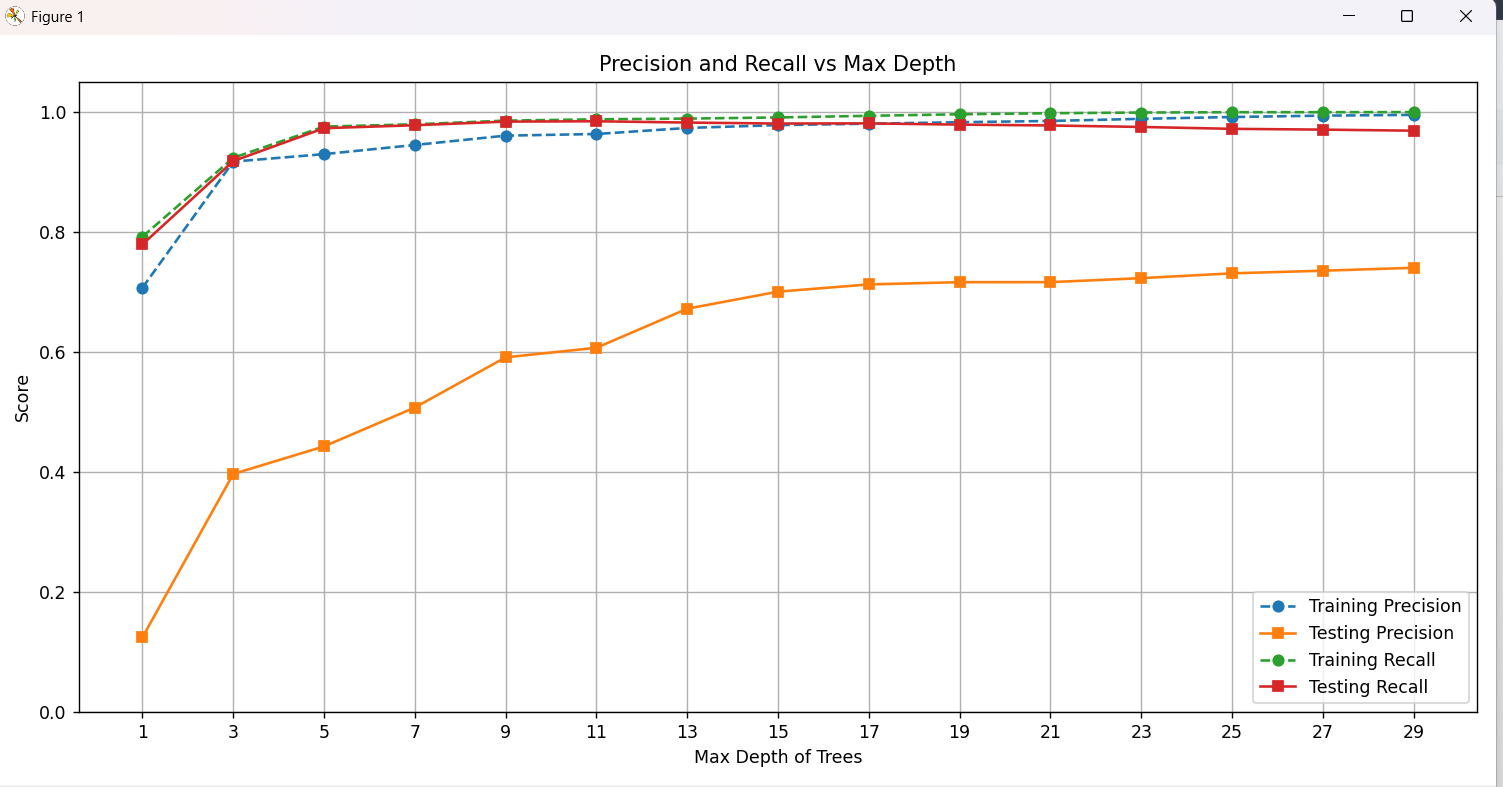 Figure 1
Precision and Recall vs Max Depth
1.0
0.8
0.6
0.4
0.2
0.0
Score
1 3 5 7 9 11 13 15 17 19 21 23 25 27 29
Max Depth of Trees
Training Precision
Testing Precision
Training Recall
Testing Recall